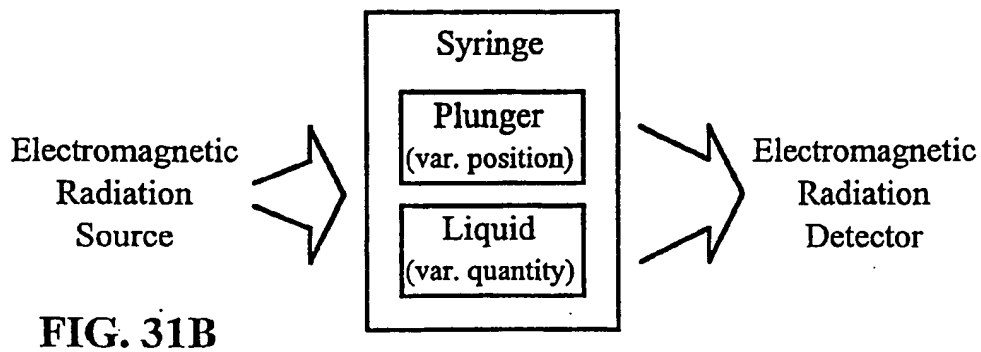 Syringe
Plunger
(var. position)
Liquid
(var. quantity)
Electromagnetic
Radiation
Source
Electromagnetic
Radiation
Detector
FIG. 31B